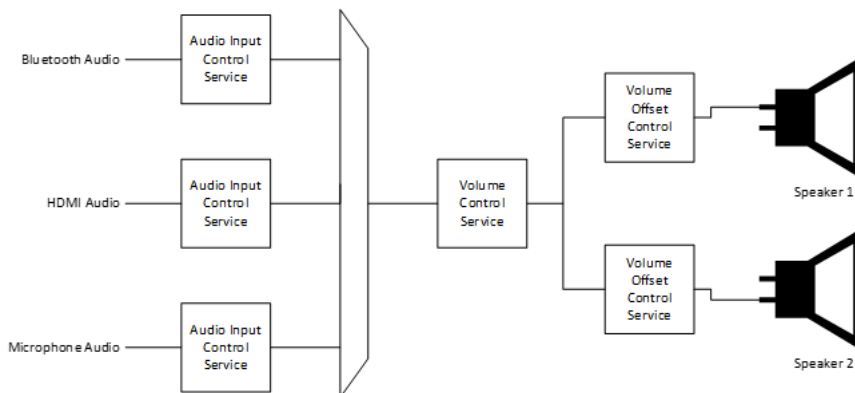 Bluetooth Audio
Audio Input
Control
Service
HDMI Audio
Audio Input
Control
Service
Microphone Audio
Audio Input
Control
Service
Volume
Control
Service
Volume
Offset
Control
Service
Speaker 1
Volume
Offset
Control
Service
Speaker 2